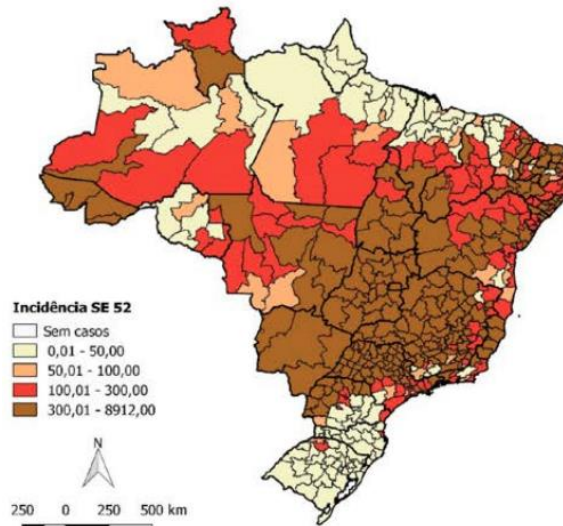 Incidência SE 52
Sem casos
0,01 - 50,00
50,01 - 100,00
100,01 - 300,00
300,01 - 8912,00
N
250 0 250 500 km